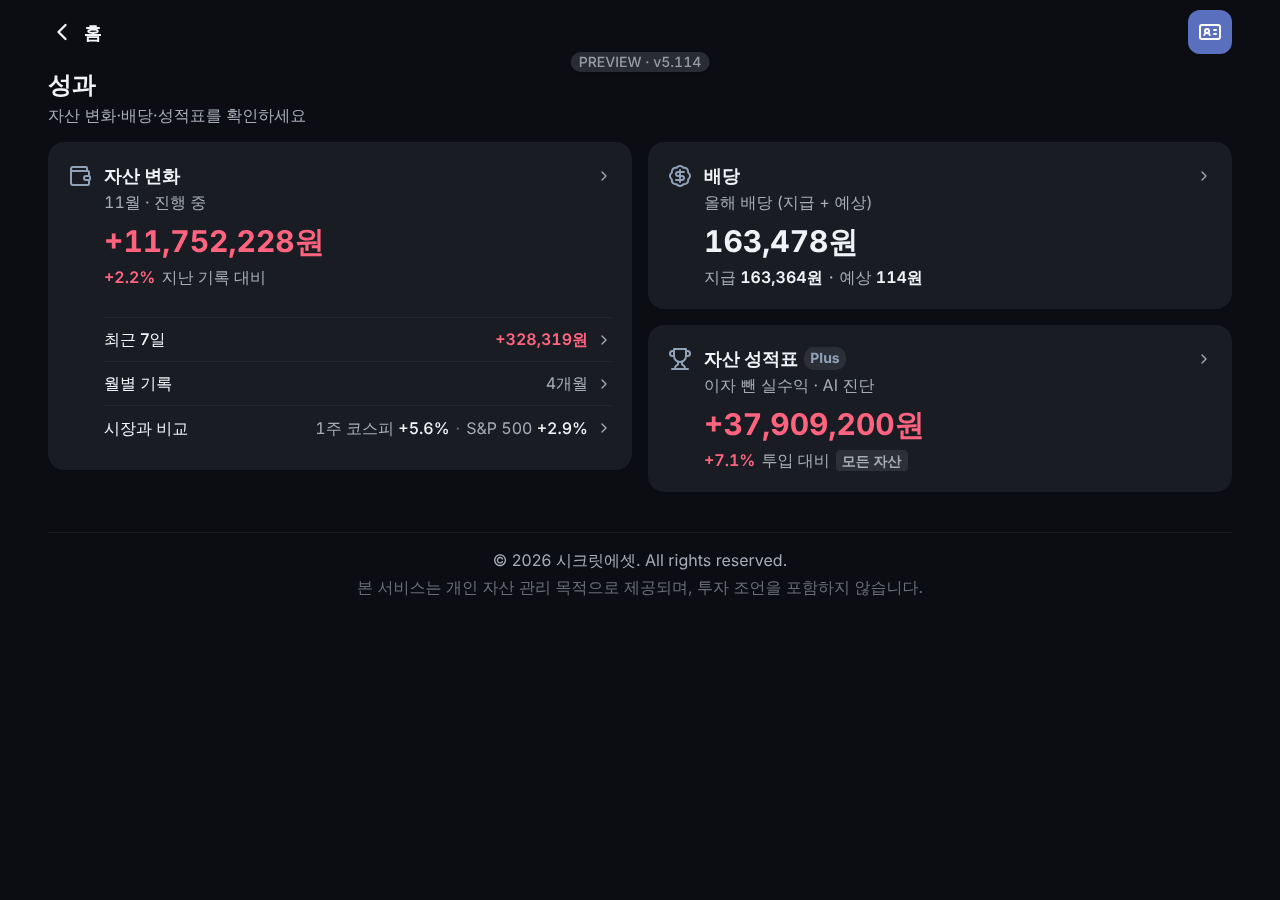 홈
PREVIEW · v5.114
성과
자산 변화·배당·성적표를 확인하세요
자산 변화
11월 · 진행 중
+11,752,228원
+2.2% 지난 기록 대비
최근 7일 +328,319원
월별 기록 4개월
시장과 비교 1주 코스피 +5.6% · S&P 500 +2.9%
배당
올해 배당 (지급 + 예상)
163,478원
지급 163,364원 · 예상 114원
자산 성적표 Plus
이자 뺀 실수익 · AI 진단
+37,909,200원
+7.1% 투입 대비 모든 자산
© 2026 시크릿에셋. All rights reserved.
본 서비스는 개인 자산 관리 목적으로 제공되며, 투자 조언을 포함하지 않습니다.